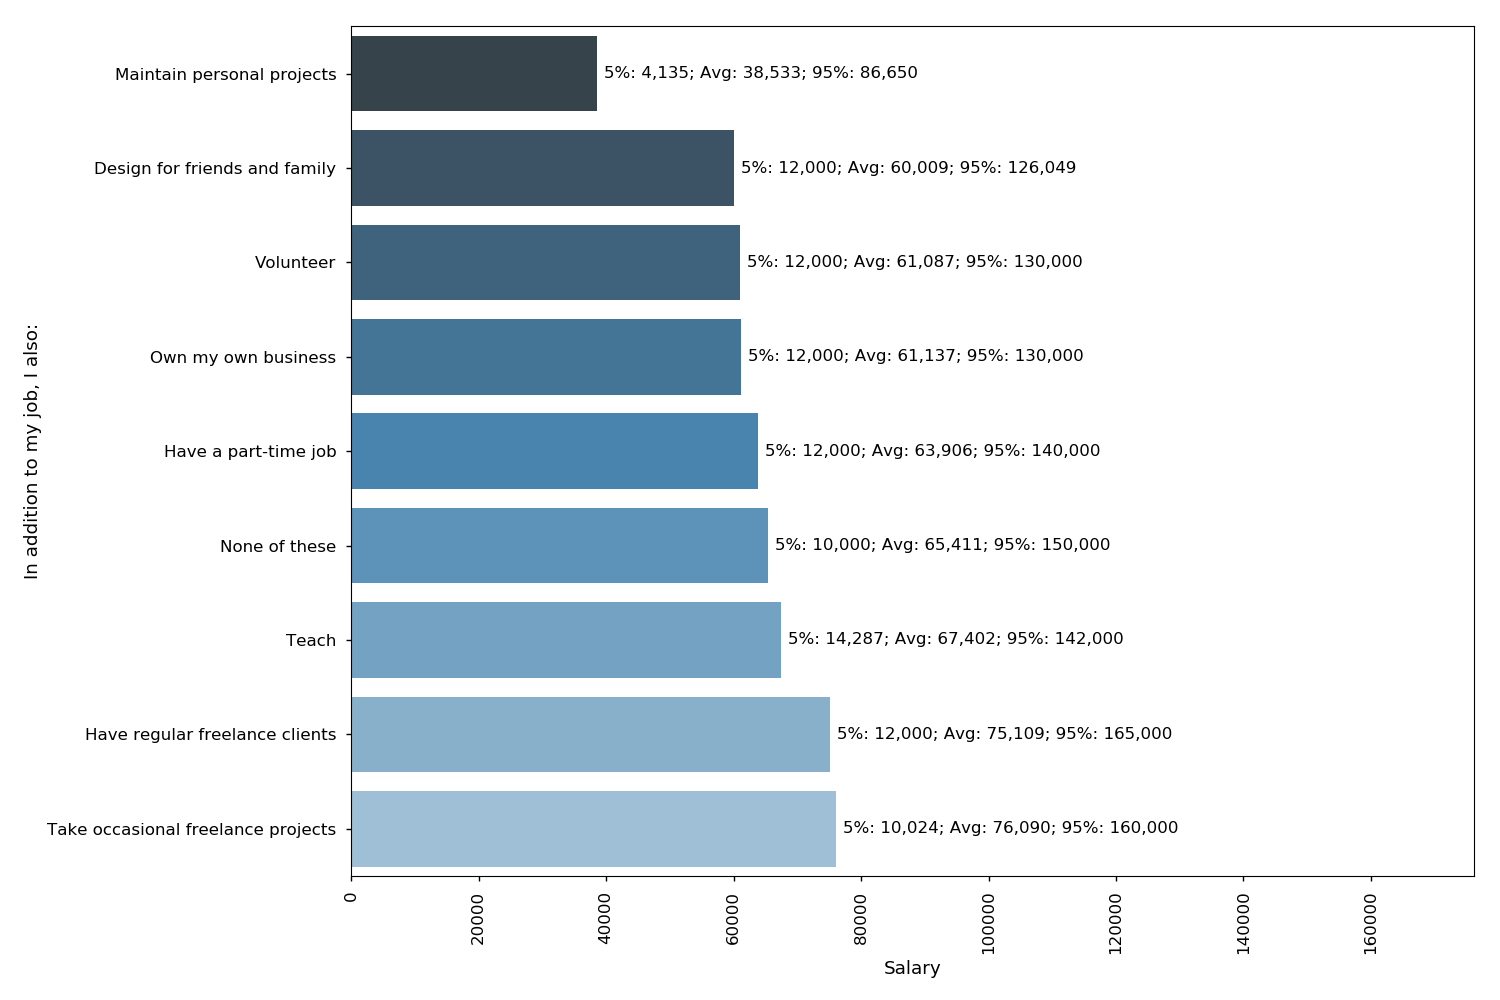 In addition to my job, I also:
Maintain personal projects 5%: 4,135; Avg: 38,533; 95%: 86,650
Design for friends and family 5%: 12,000; Avg: 60,009; 95%: 126,049
Volunteer 5%: 12,000; Avg: 61,087; 95%: 130,000
Own my own business 5%: 12,000; Avg: 61,137; 95%: 130,000
Have a part-time job 5%: 12,000; Avg: 63,906; 95%: 140,000
None of these 5%: 10,000; Avg: 65,411; 95%: 150,000
Teach 5%: 14,287; Avg: 67,402; 95%: 142,000
Have regular freelance clients 5%: 12,000; Avg: 75,109; 95%: 165,000
Take occasional freelance projects 5%: 10,024; Avg: 76,090; 95%: 160,000
0 20000 40000 60000 80000 100000 120000 140000 160000
Salary